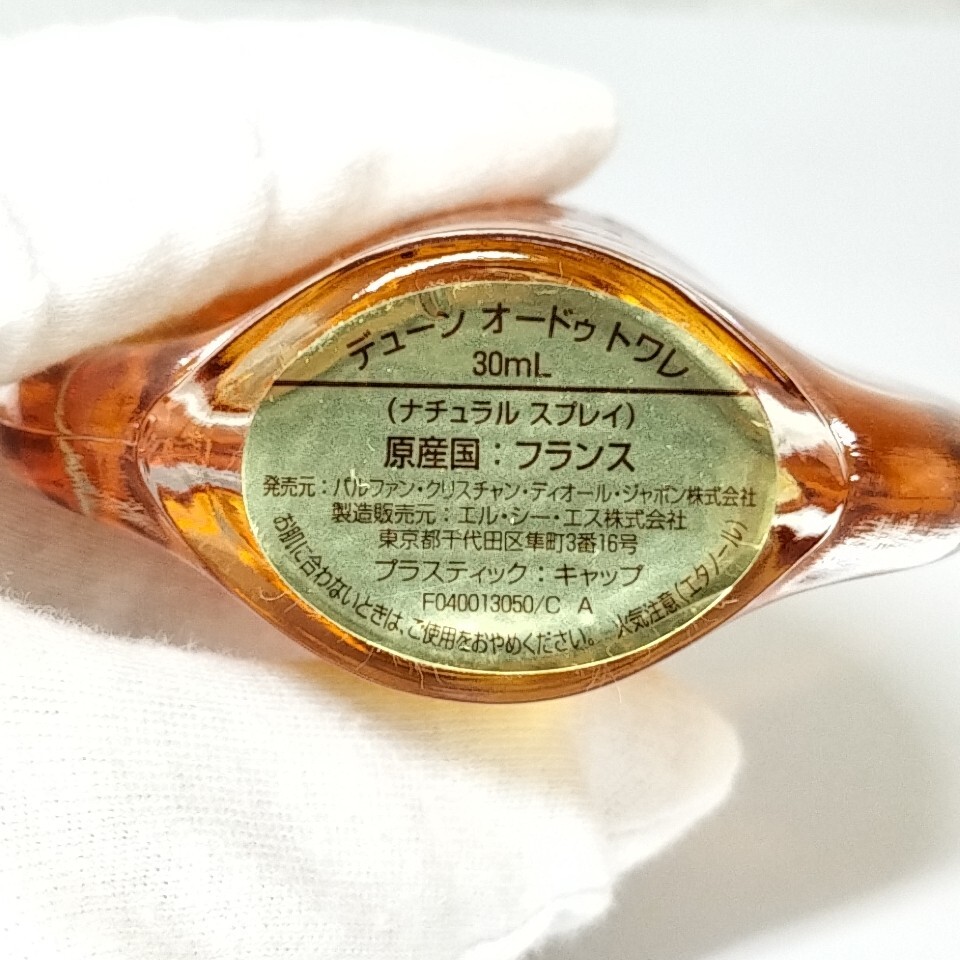 デューン オードゥ トワレ
30mL
(ナチュラル スプレイ)
原産国：フランス
発売元：パルファン・クリスチャン・ディオール・ジャポン株式会社
製造販売元：エル・シー・エス株式会社
東京都千代田区隼町3番16号
プラスティック：キャップ
F040013050/C A
お肌に合わないときは、ご使用をおやめください。 火気注意(エタノール)